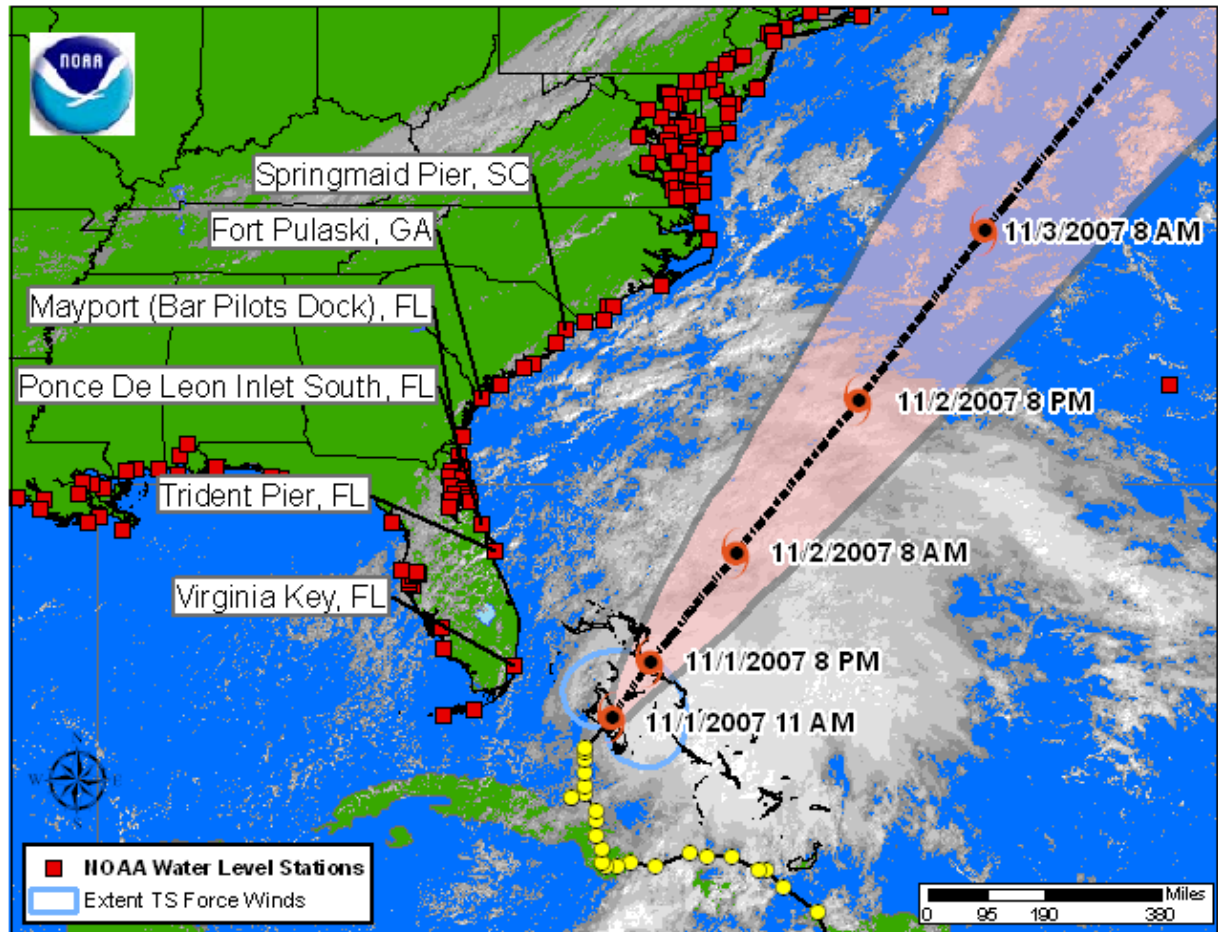 NOAA
Springmaid Pier, SC
Fort Pulaski, GA
11/3/2007 8 AM
Mayport (Bar Pilots Dock), FL
Ponce De Leon Inlet South, FL
11/2/2007 8 PM
Trident Pier, FL
11/2/2007 8 AM
Virginia Key, FL
11/1/2007 8 PM
11/1/2007 11 AM
N
W E
S
NOAA Water Level Stations
Extent TS Force Winds
Miles
0 95 190 380